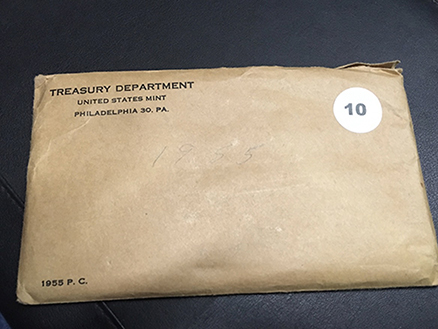 TREASURY DEPARTMENT
UNITED STATES MINT
PHILADELPHIA 30, PA.
10
1955
1955 P. C.